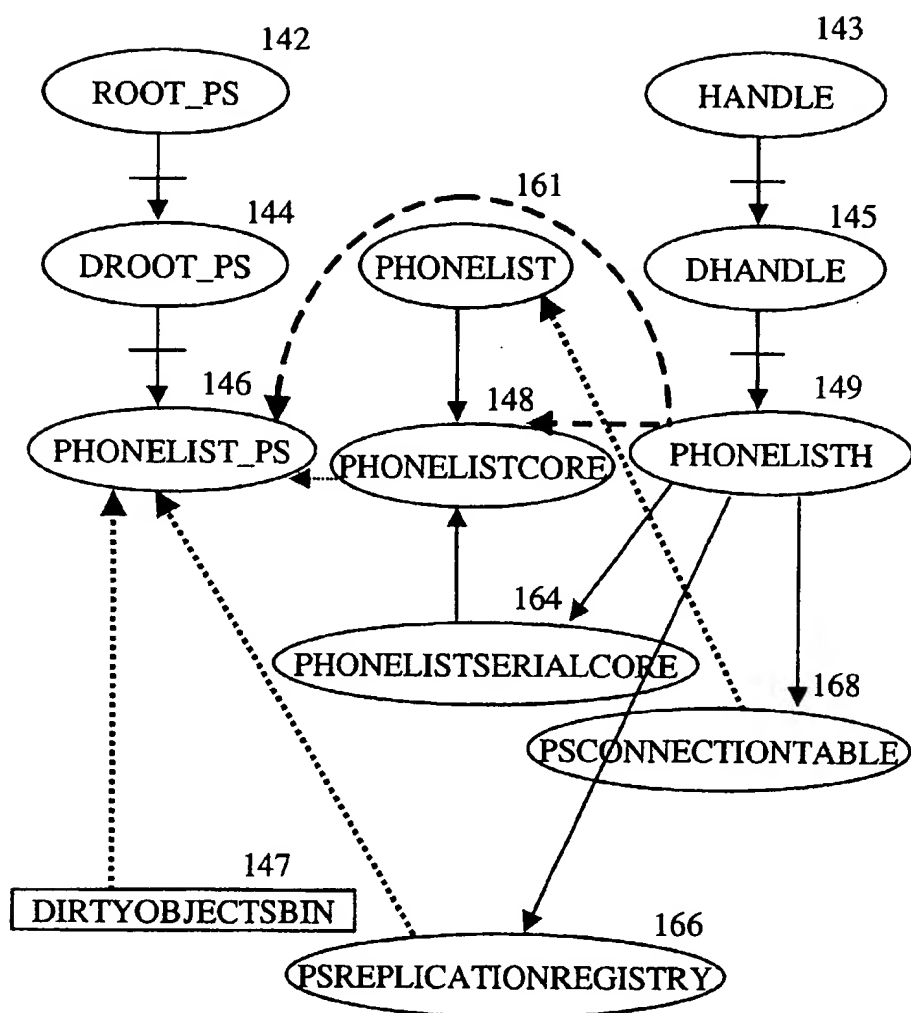 142
ROOT_PS
143
HANDLE
144
DROOT_PS
161
PHONELIST
145
DHANDLE
146
PHONELIST_PS
148
PHONELISTCORE
149
PHONELISTH
164
PHONELISTSERIALCORE
168
PSCONNECTIONTABLE
147
DIRTYOBJECTSBIN
166
PSREPLICATIONREGISTRY